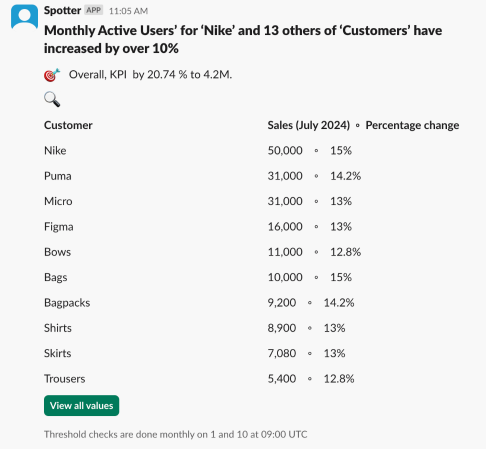 Spotter APP 11:05 AM
Monthly Active Users’ for ‘Nike’ and 13 others of ‘Customers’ have
increased by over 10%
Overall, KPI by 20.74 % to 4.2M.
Customer Sales (July 2024) ∘ Percentage change
Nike 50,000 ∘ 15%
Puma 31,000 ∘ 14.2%
Micro 31,000 ∘ 13%
Figma 16,000 ∘ 13%
Bows 11,000 ∘ 12.8%
Bags 10,000 ∘ 15%
Bagpacks 9,200 ∘ 14.2%
Shirts 8,900 ∘ 13%
Skirts 7,080 ∘ 13%
Trousers 5,400 ∘ 12.8%
View all values
Threshold checks are done monthly on 1 and 10 at 09:00 UTC